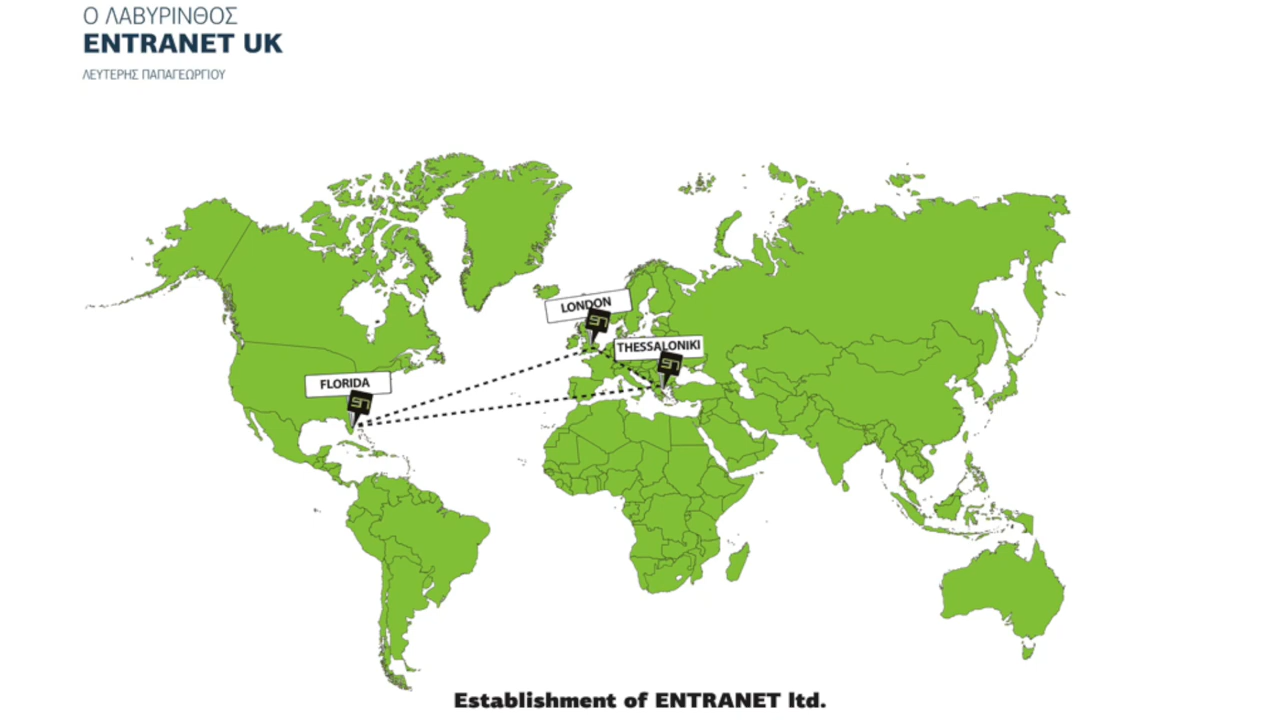 Ο ΛΑΒΥΡΙΝΘΟΣ
ENTRANET UK
ΛΕΥΤΕΡΗΣ ΠΑΠΑΓΕΩΡΓΙΟΥ
LONDON
THESSALONIKI
FLORIDA
Establishment of ENTRANET ltd.